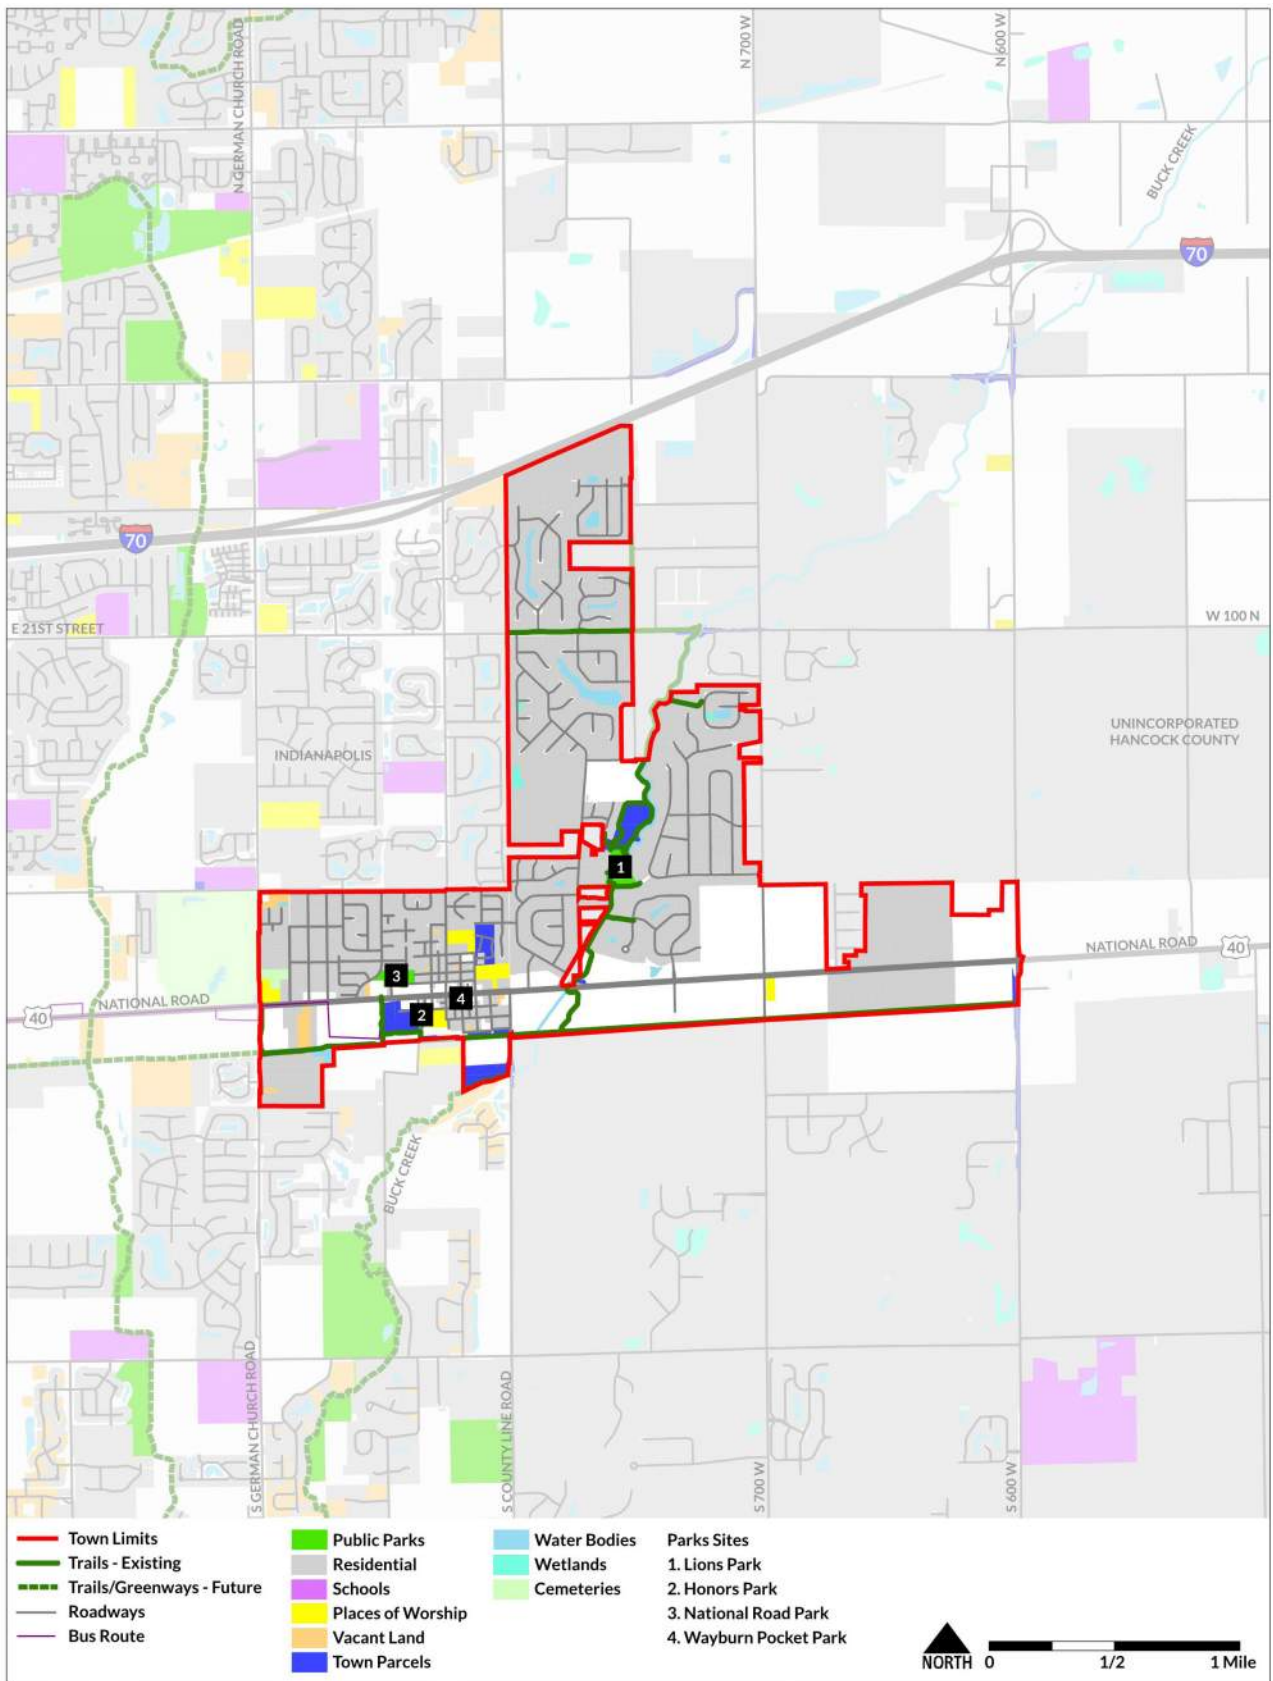 N GERMAN CHURCH ROAD
N 700 W
N 600 W
BUCK CREEK
70
70
E 21ST STREET
W 100 N
INDIANAPOLIS
UNINCORPORATED
HANCOCK COUNTY
1
NATIONAL ROAD
40
3
4
2
NATIONAL ROAD
40
BUCK CREEK
S GERMAN CHURCH ROAD
S COUNTY LINE ROAD
S 700 W
S 600 W
Town Limits
Trails - Existing
Trails/Greenways - Future
Roadways
Bus Route
Public Parks
Residential
Schools
Places of Worship
Vacant Land
Town Parcels
Water Bodies
Wetlands
Cemeteries
Parks Sites
1. Lions Park
2. Honors Park
3. National Road Park
4. Wayburn Pocket Park
NORTH
0 1/2 1 Mile